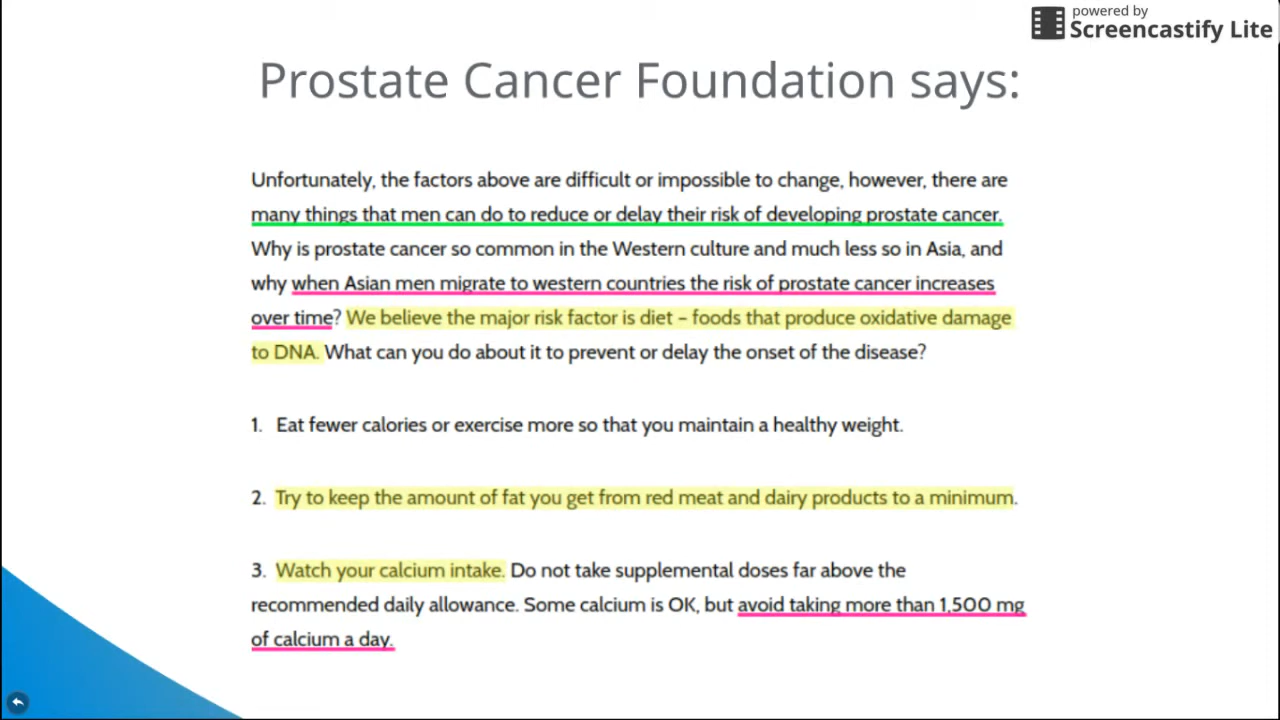 powered by
Screencastify Lite
Prostate Cancer Foundation says:
Unfortunately, the factors above are difficult or impossible to change, however, there are
many things that men can do to reduce or delay their risk of developing prostate cancer.
Why is prostate cancer so common in the Western culture and much less so in Asia, and
why when Asian men migrate to western countries the risk of prostate cancer increases
over time? We believe the major risk factor is diet – foods that produce oxidative damage
to DNA. What can you do about it to prevent or delay the onset of the disease?
1. Eat fewer calories or exercise more so that you maintain a healthy weight.
2. Try to keep the amount of fat you get from red meat and dairy products to a minimum.
3. Watch your calcium intake. Do not take supplemental doses far above the
recommended daily allowance. Some calcium is OK, but avoid taking more than 1,500 mg
of calcium a day.